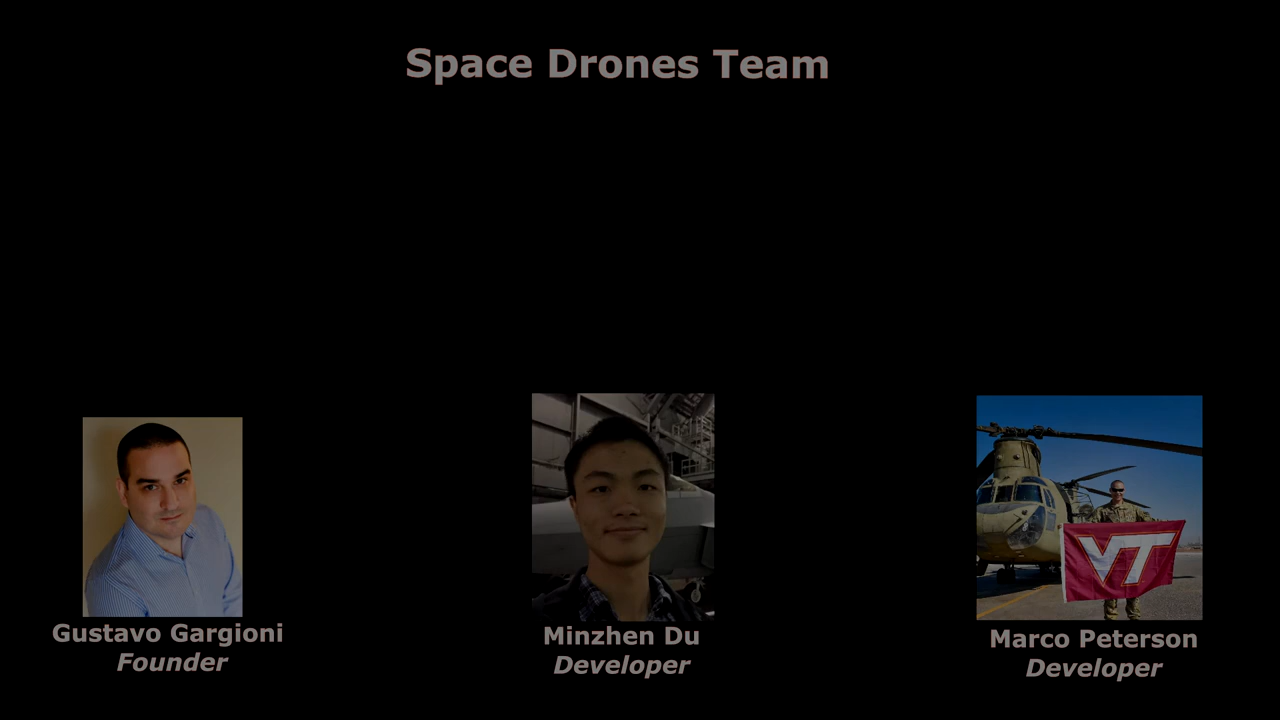 Space Drones Team
VT
Gustavo Gargioni
Founder
Minzhen Du
Developer
Marco Peterson
Developer